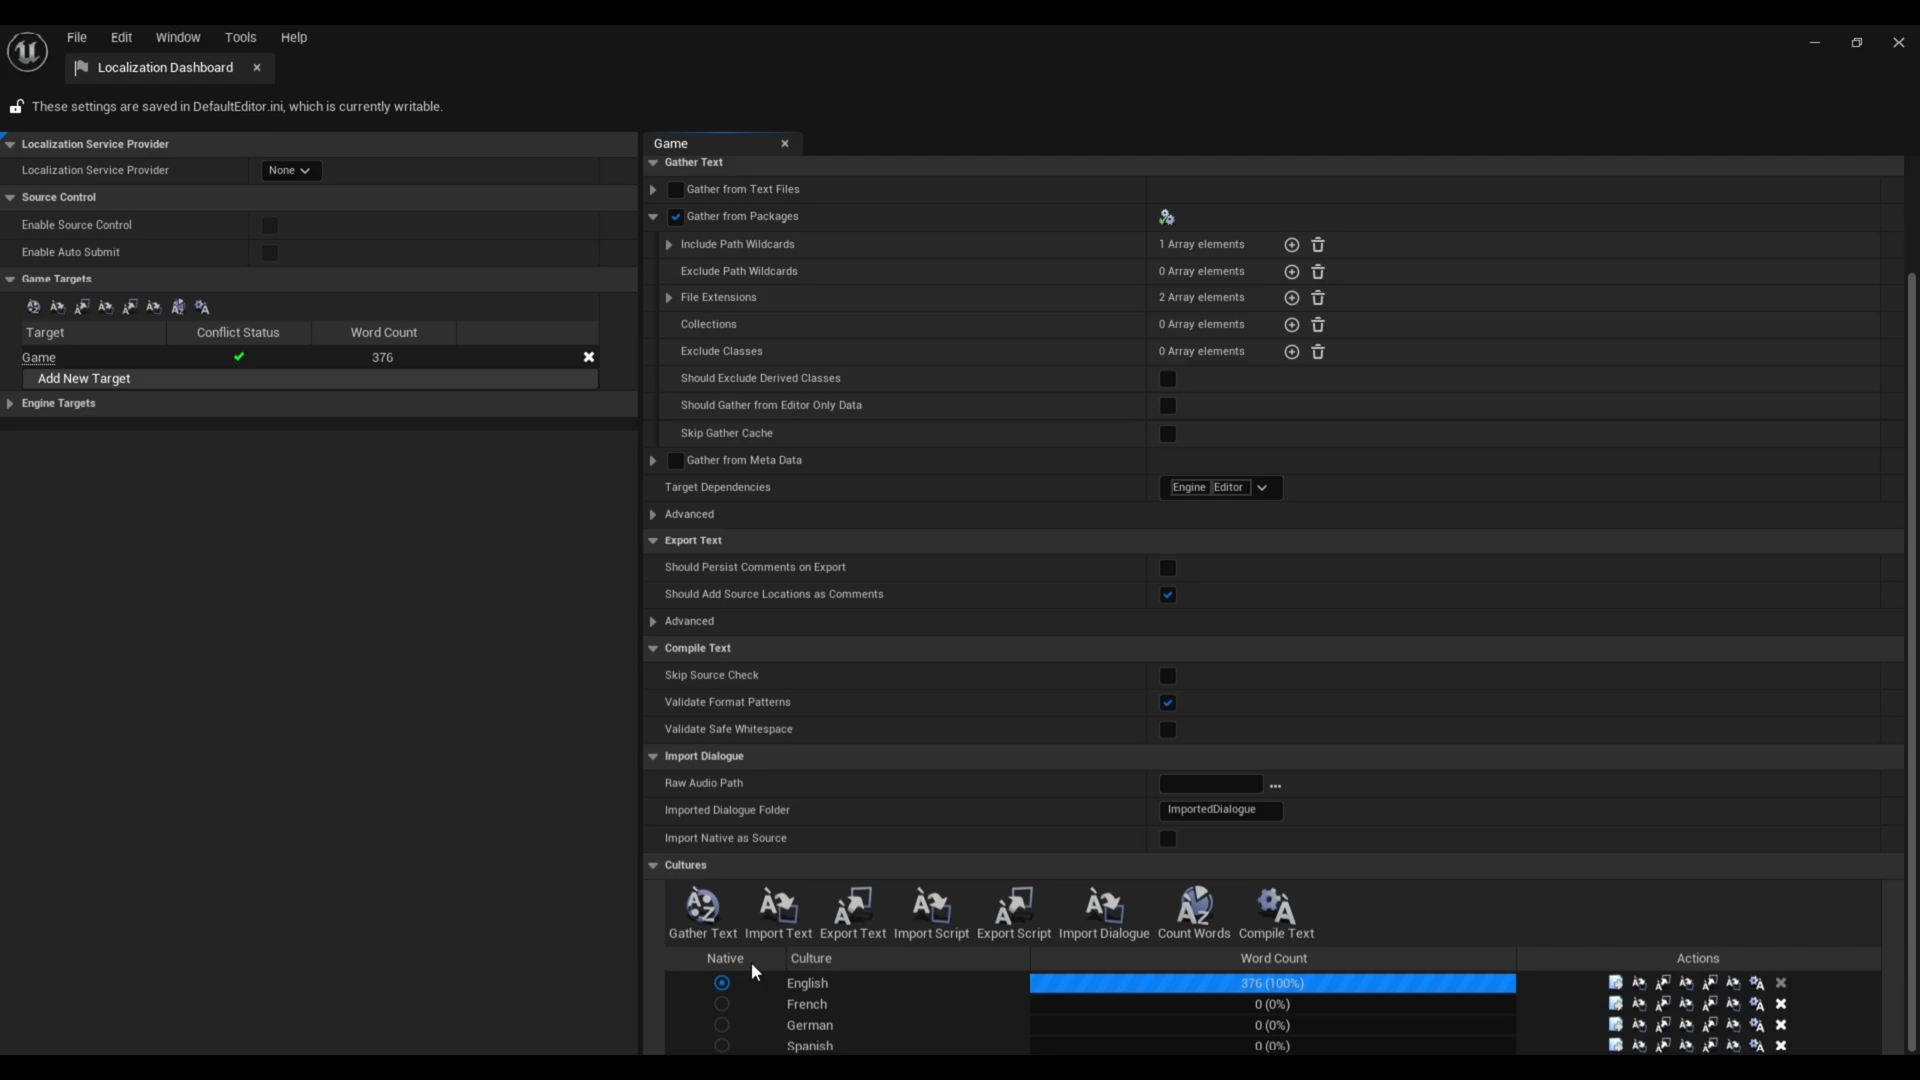 File Edit Window Tools Help
Localization Dashboard
These settings are saved in DefaultEditor.ini, which is currently writable.
Localization Service Provider
Localization Service Provider None
Source Control
Enable Source Control
Enable Auto Submit
Game Targets
Target Conflict Status Word Count
Game 376
Add New Target
Engine Targets
Game
Gather Text
Gather from Text Files
Gather from Packages
Include Path Wildcards 1 Array elements
Exclude Path Wildcards 0 Array elements
File Extensions 2 Array elements
Collections 0 Array elements
Exclude Classes 0 Array elements
Should Exclude Derived Classes
Should Gather from Editor Only Data
Skip Gather Cache
Gather from Meta Data
Target Dependencies Engine Editor
Advanced
Export Text
Should Persist Comments on Export
Should Add Source Locations as Comments
Advanced
Compile Text
Skip Source Check
Validate Format Patterns
Validate Safe Whitespace
Import Dialogue
Raw Audio Path ...
Imported Dialogue Folder ImportedDialogue
Import Native as Source
Cultures
Gather Text Import Text Export Text Import Script Export Script Import Dialogue Count Words Compile Text
Native Culture Word Count Actions
English 376 (100%)
French 0 (0%)
German 0 (0%)
Spanish 0 (0%)